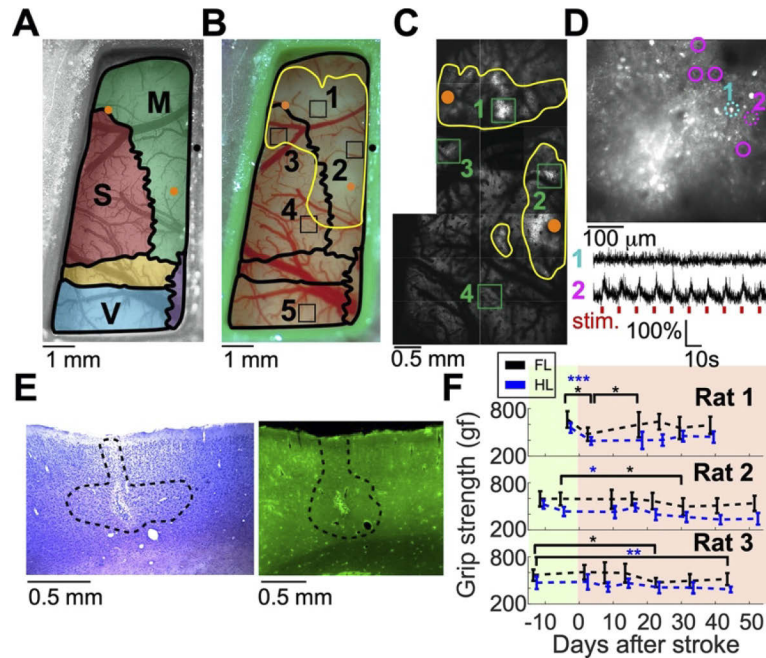 A
M
S
V
1 mm
B
1
2
3
4
5
1 mm
C
1
2
3
4
0.5 mm
D
1
2
100 µm
1
2
stim.
100%
10s
E
0.5 mm
0.5 mm
F
FL
HL
Grip strength (gf)
*** 
* *
Rat 1
800
200
* *
Rat 2
800
200
*
**
Rat 3
800
200
-10 0 10 20 30 40 50
Days after stroke